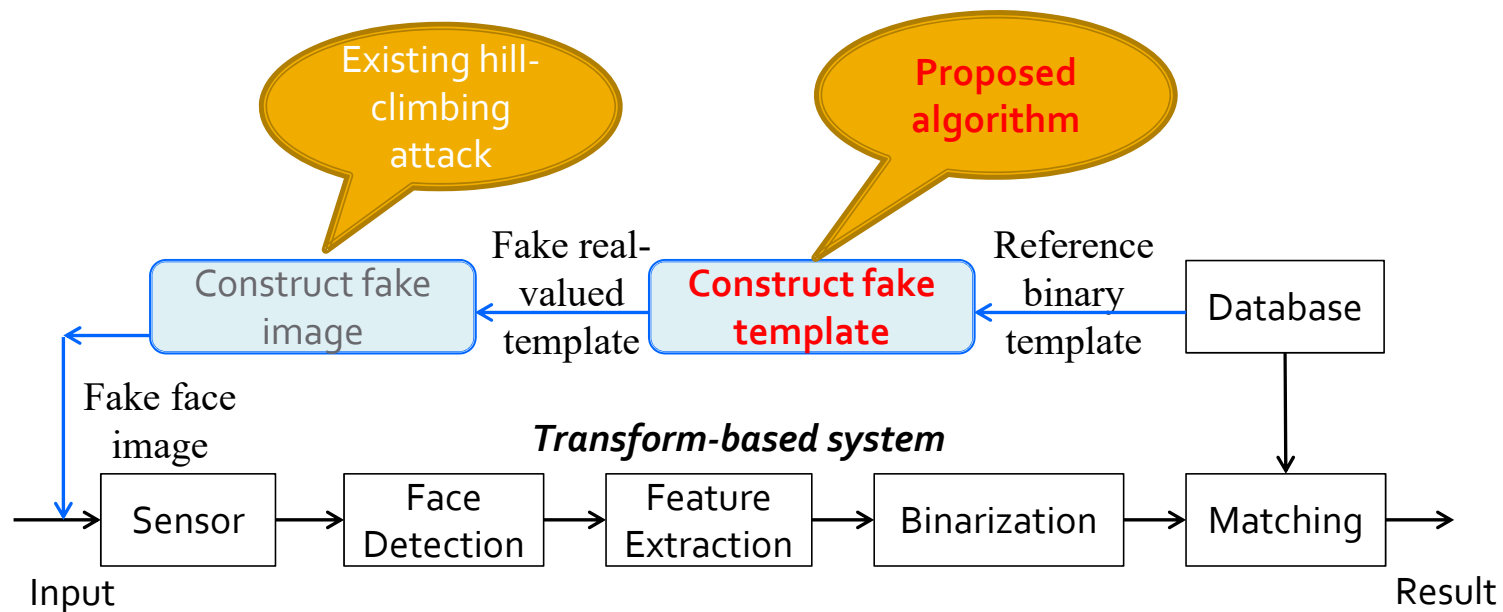 Existing hill-
climbing
attack
Proposed
algorithm
Construct fake
image
Fake real-
valued
template
Construct fake
template
Reference
binary
template
Database
Fake face
image
Transform-based system
Sensor
Face
Detection
Feature
Extraction
Binarization
Matching
Input
Result